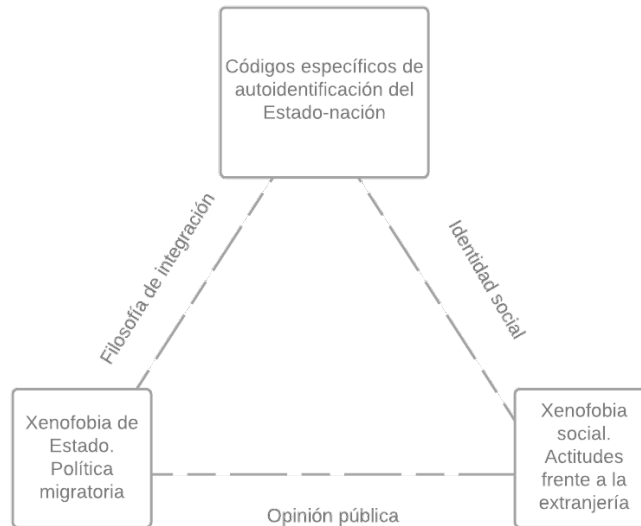 Códigos específicos de
autoidentificación del
Estado-nación
Filosofía de integración
Identidad social
Xenofobia de
Estado.
Política
migratoria
Xenofobia
social.
Actitudes
frente a la
extranjería
Opinión pública